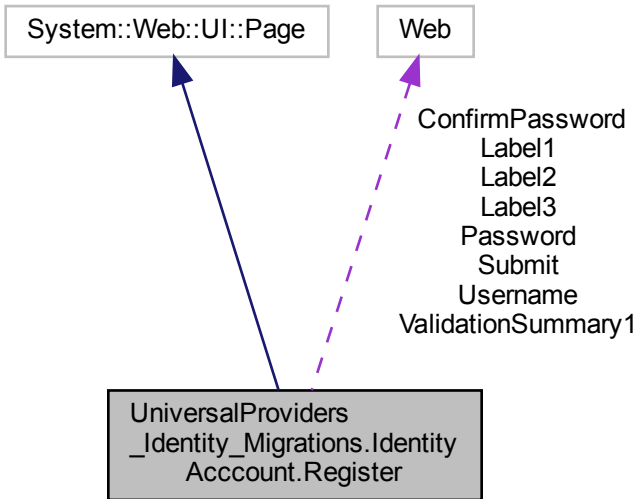 System::Web::UI::Page
Web
ConfirmPassword
Label1
Label2
Label3
Password
Submit
Username
ValidationSummary1
UniversalProviders
_Identity_Migrations.Identity
Acccount.Register